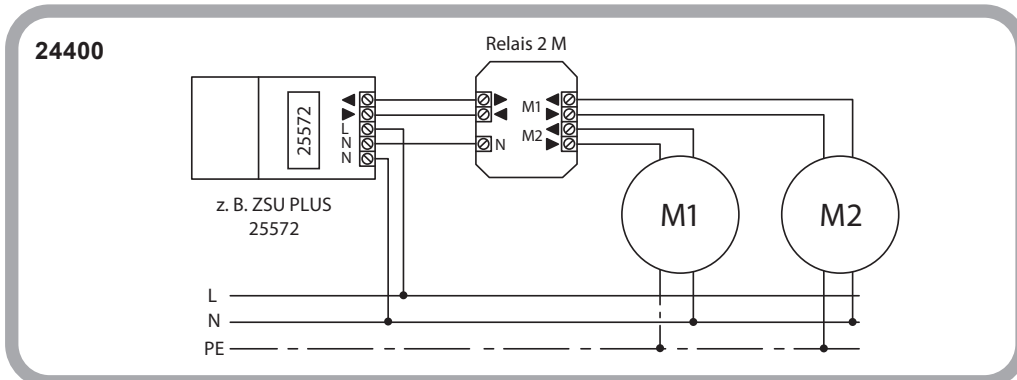 24400
Relais 2 M
25572
◄
►
L
N
N
►
◄
N
M1 ◄
►
M2 ◄
►
z. B. ZSU PLUS
25572
M1
M2
L
N
PE